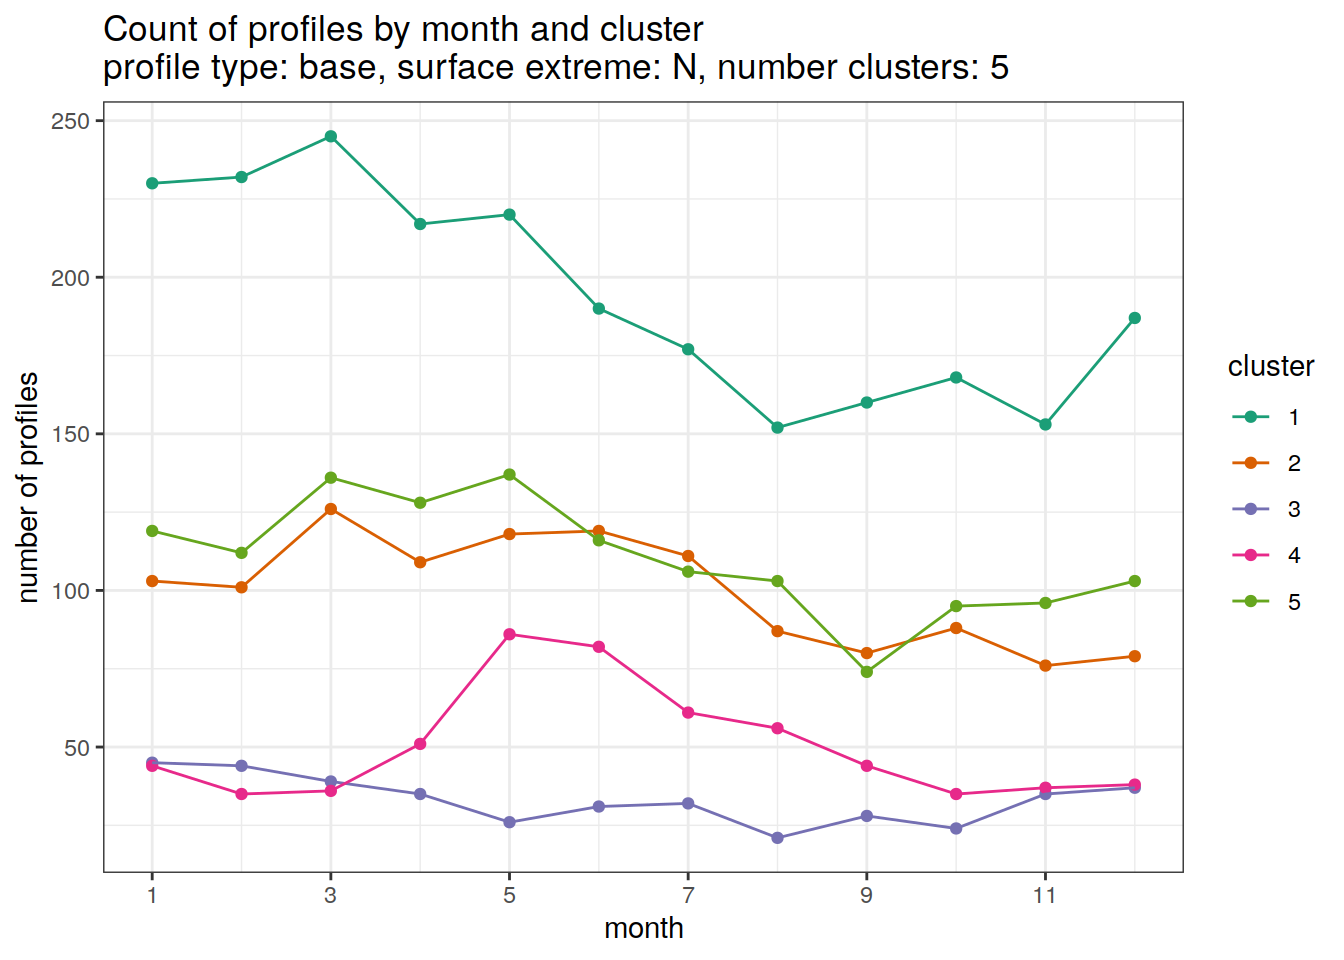 Count of profiles by month and cluster
profile type: base, surface extreme: N, number clusters: 5
250
200
150
100
50
number of profiles
1 3 5 7 9 11
month
cluster
1
2
3
4
5